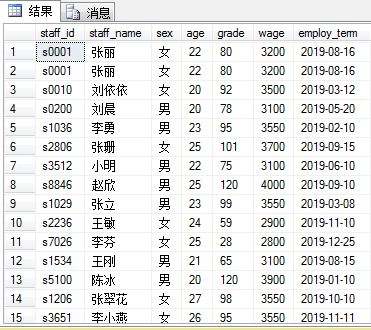 结果 消息
staff_id staff_name sex age grade wage employ_term
1 s0001 张丽 女 22 80 3200 2019-08-16
2 s0001 张丽 女 22 80 3200 2019-08-16
3 s0010 刘依依 女 20 92 3500 2019-03-12
4 s0200 刘晨 男 20 78 3100 2019-05-20
5 s1036 李勇 男 23 95 3550 2019-02-10
6 s2806 张珊 女 25 101 3700 2019-09-15
7 s3512 小明 男 22 75 3100 2019-06-10
8 s8846 赵欣 男 25 120 4000 2019-09-10
9 s1029 张立 男 23 99 3550 2019-03-08
10 s2236 王敏 女 24 59 2900 2019-11-10
11 s7026 李芬 女 25 28 2800 2019-12-25
12 s1534 王刚 男 21 65 3100 2019-08-15
13 s5100 陈冰 男 20 120 3900 2019-01-10
14 s1206 张翠花 女 27 98 3550 2019-10-10
15 s3651 李小燕 女 26 95 3550 2019-11-11